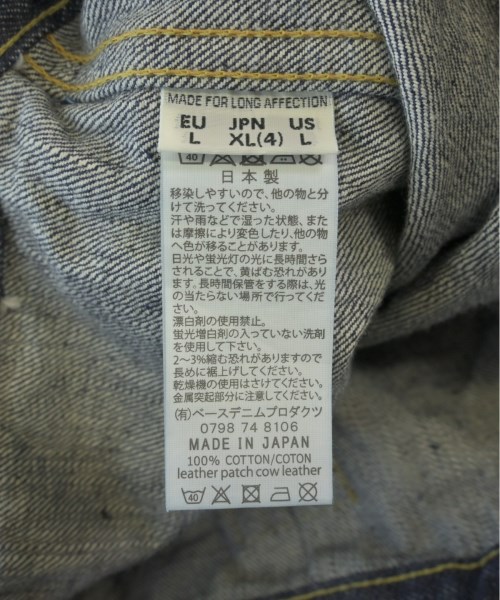 MADE FOR LONG AFFECTION
EU JPN US
L XL(4) L
40
日本製
移染しやすいので、他の物と分
けて洗ってください。
汗や雨などで湿った状態、また
は摩擦により変色したり、他の物
へ色が移ることがあります。
日光や蛍光灯の光に長時間さら
されることで、黄ばむ恐れがあり
ます。長時間保管をする際は、光
の当たらない場所で行ってくだ
さい。
漂白剤の使用禁止。
蛍光増白剤の入っていない洗剤
を使用して下さい。
2〜3%縮む恐れがありますので
長めに裾上げしてください。
乾燥機の使用はさけてください。
金属突起部分に注意してください。
(有)ベースデニムプロダクツ
0798 74 8106
MADE IN JAPAN
100% COTTON/COTON
leather patch cow leather
40